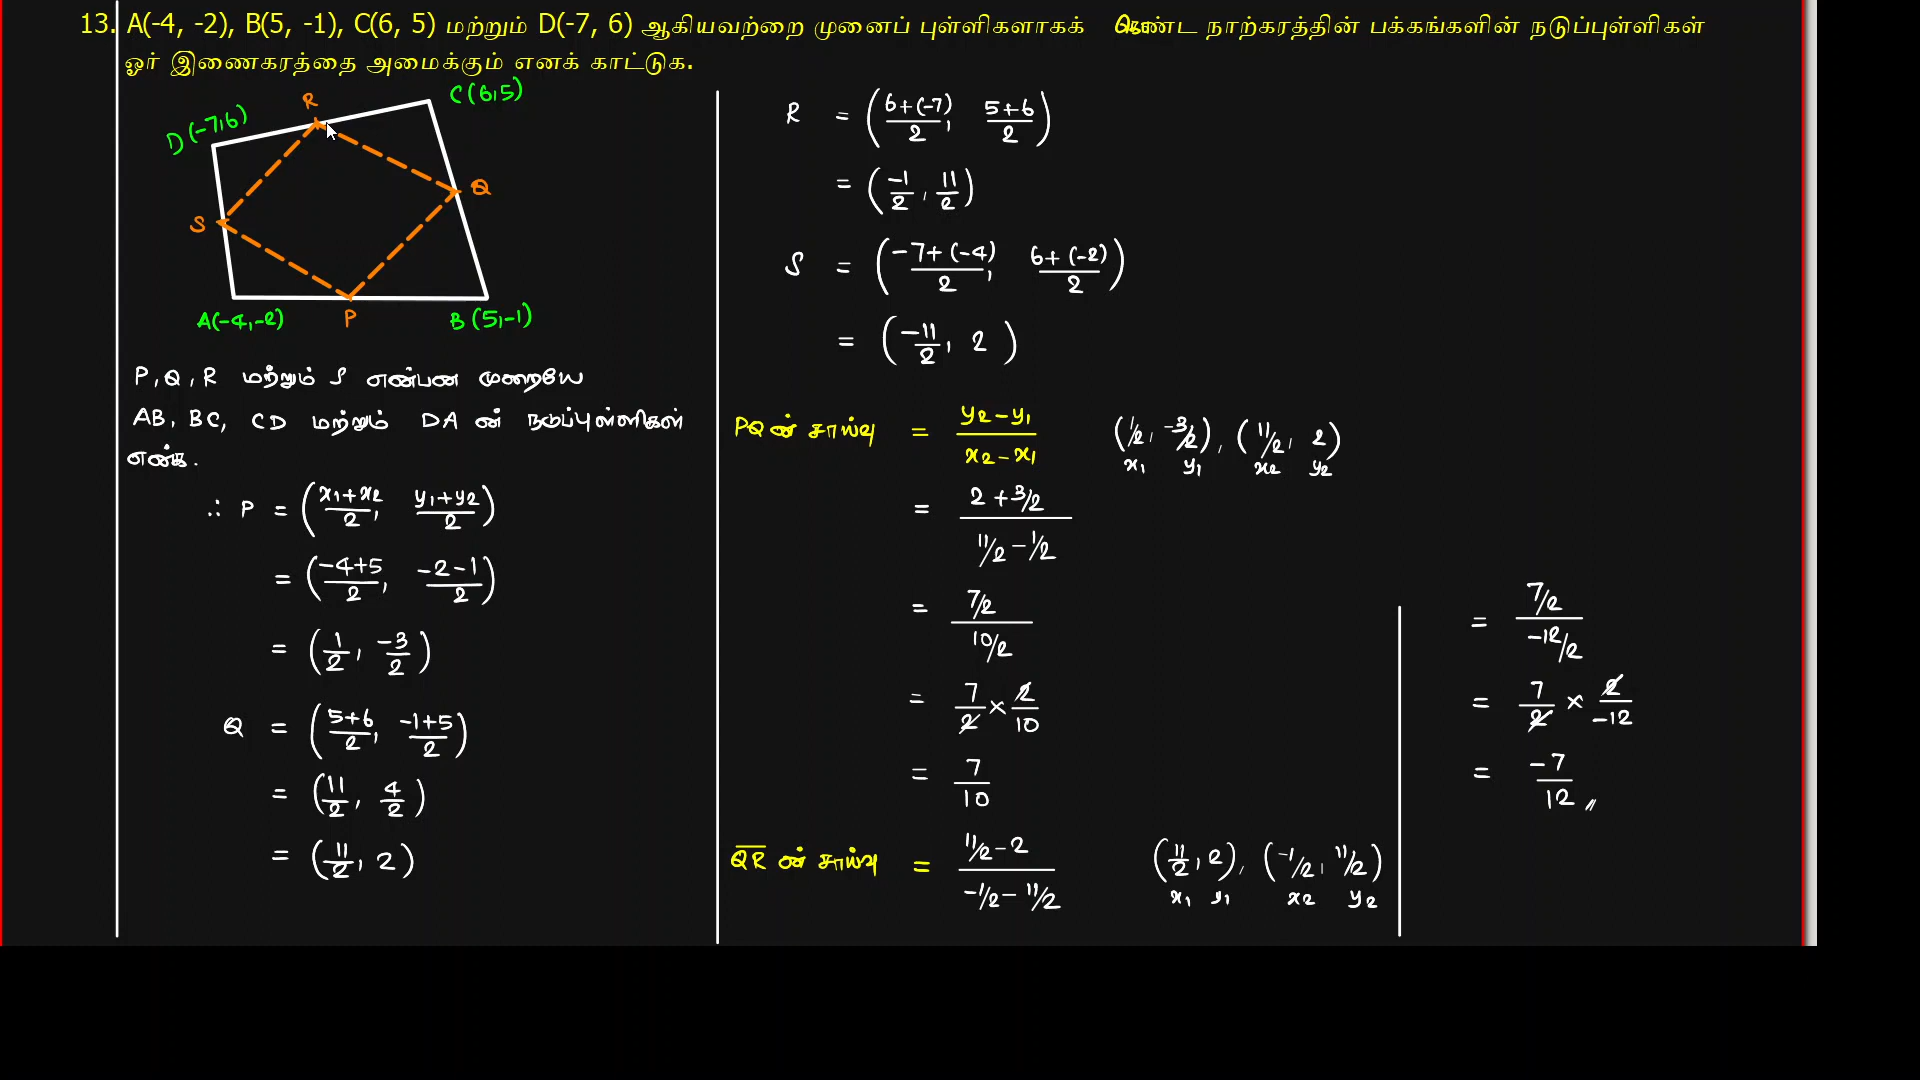 13. A(-4, -2), B(5, -1), C(6, 5) மற்றும் D(-7, 6) ஆகியவற்றை முனைப் புள்ளிகளாகக் கொண்ட நாற்கரத்தின் பக்கங்களின் நடுப்புள்ளிகள்
ஓர் இணைகரத்தை அமைக்கும் எனக் காட்டுக.
R
C(6,5)
D(-7,6)
Q
S
A(-4,-2)
P
B(5,-1)
P, Q, R மற்றும் S என்பன முறையே
AB, BC, CD மற்றும் DA ன் நடுப்புள்ளிகள்
என்க.
∴ P = ((x₁+x₂)/2, (y₁+y₂)/2)
= ((-4+5)/2, (-2-1)/2)
= (1/2, -3/2)
Q = ((5+6)/2, (-1+5)/2)
= (11/2, 4/2)
= (11/2, 2)
R = ((6+(-7))/2, (5+6)/2)
= (-1/2, 11/2)
S = ((-7+(-4))/2, (6+(-2))/2)
= (-11/2, 2)
PQ ன் சாய்வு = (y₂-y₁)/(x₂-x₁) (1/2, -3/2), (11/2, 2)
x₁ y₁ x₂ y₂
= (2+3/2)/(11/2-1/2)
= (7/2)/(10/2)
= 7/2 × 2/10
= 7/10
QR ன் சாய்வு = (11/2-2)/(-1/2-11/2) (11/2, 2), (-1/2, 11/2)
x₁ y₁ x₂ y₂
= (7/2)/(-12/2)
= 7/2 × 2/-12
= -7/12 〃